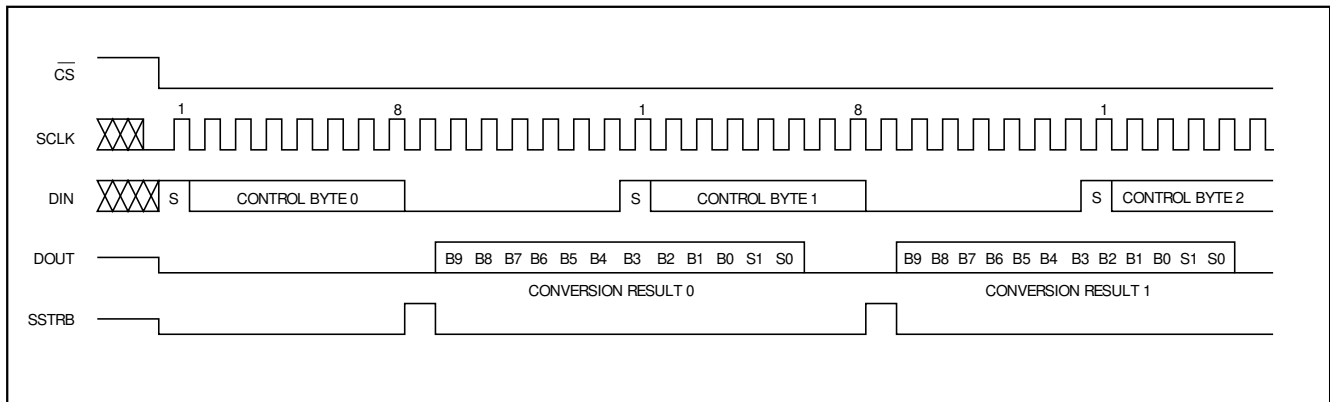 CS
1 8 1 8 1
SCLK
DIN S CONTROL BYTE 0 S CONTROL BYTE 1 S CONTROL BYTE 2
DOUT B9 B8 B7 B6 B5 B4 B3 B2 B1 B0 S1 S0 B9 B8 B7 B6 B5 B4 B3 B2 B1 B0 S1 S0
CONVERSION RESULT 0 CONVERSION RESULT 1
SSTRB